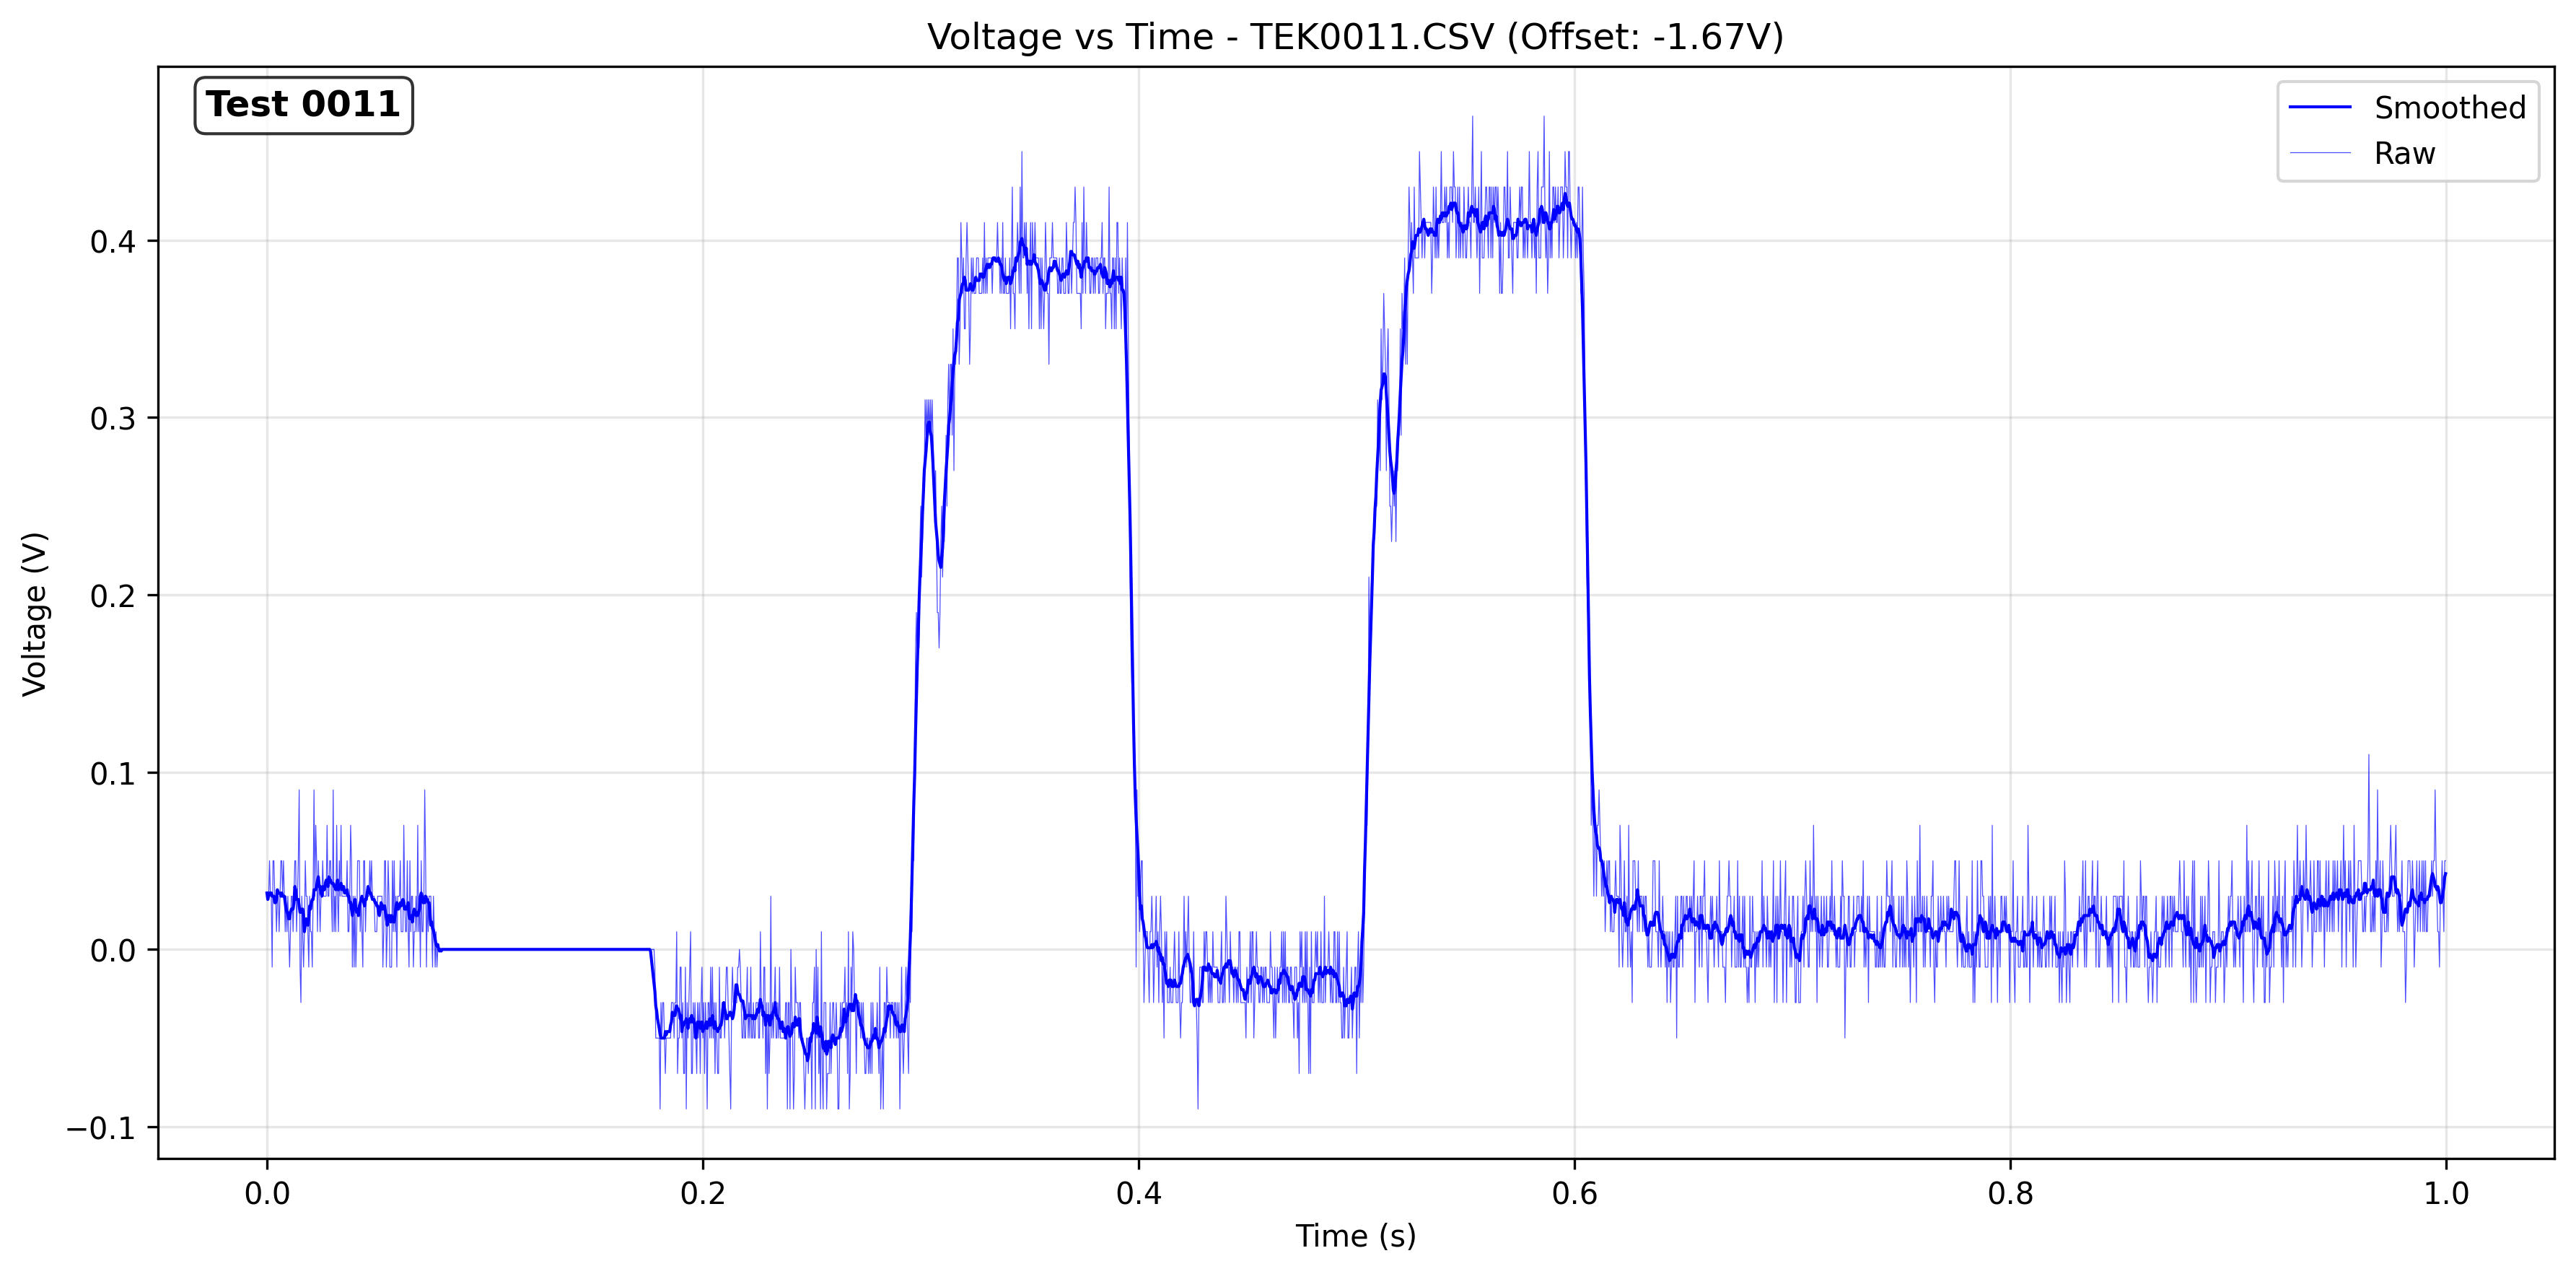 Voltage vs Time - TEK0011.CSV (Offset: -1.67V)
Test 0011
Smoothed
Raw
Voltage (V)
0.4
0.3
0.2
0.1
0.0
−0.1
0.0 0.2 0.4 0.6 0.8 1.0
Time (s)